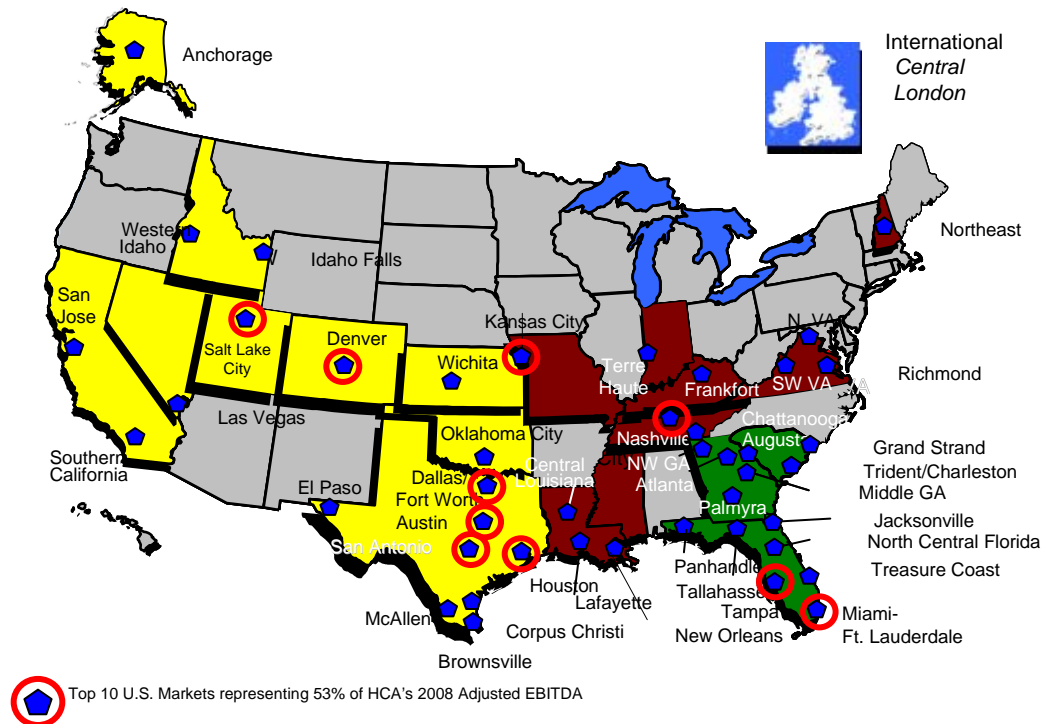 Anchorage
International
Central
London
Western
Idaho
Idaho Falls
Northeast
San
Jose
Salt Lake
City
Denver
Kansas City
Wichita
Terre
Haute
Frankfort
N. VA
SW VA
Richmond
Las Vegas
Southern
California
Oklahoma City
Nashville
Chattanooga
Augusta
NW GA
Atlanta
Central
Louisiana
City
Grand Strand
Trident/Charleston
Middle GA
El Paso
Dallas/
Fort Worth
Austin
San Antonio
Palmyra
Jacksonville
North Central Florida
Treasure Coast
Panhandle
Tallahassee
Tampa
New Orleans
Miami-
Ft. Lauderdale
Houston
Lafayette
McAllen
Corpus Christi
Brownsville
Top 10 U.S. Markets representing 53% of HCA's 2008 Adjusted EBITDA